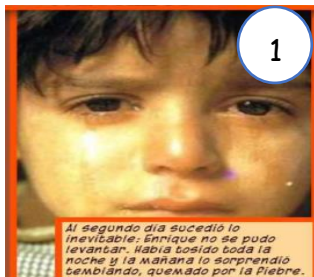 1
Al segundo día sucedió lo
inevitable: Enrique no se pudo
levantar. Había tosido toda la
noche y la mañana lo sorprendió
temblando, quemado por la fiebre.